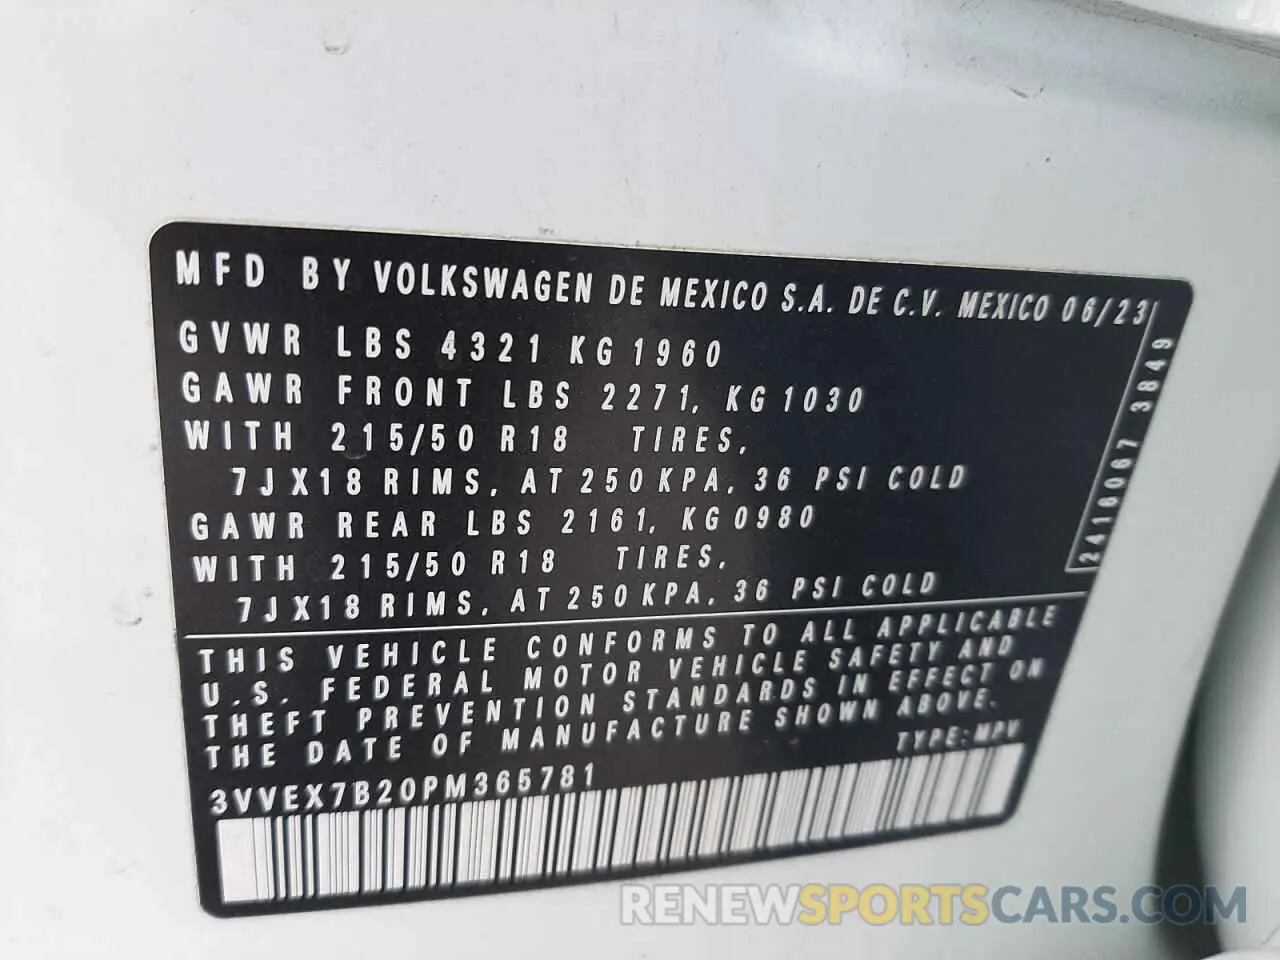 MFD BY VOLKSWAGEN DE MEXICO S.A. DE C.V. MEXICO 06/23
GVWR LBS 4321 KG 1960
GAWR FRONT LBS 2271, KG 1030
WITH 215/50 R18 TIRES,
7JX18 RIMS, AT 250 KPA, 36 PSI COLD
GAWR REAR LBS 2161, KG 0980
WITH 215/50 R18 TIRES,
7JX18 RIMS, AT 250 KPA, 36 PSI COLD
2418067 3849
THIS VEHICLE CONFORMS TO ALL APPLICABLE
U.S. FEDERAL MOTOR VEHICLE SAFETY AND
THEFT PREVENTION STANDARDS IN EFFECT ON
THE DATE OF MANUFACTURE SHOWN ABOVE.
TYPE: MPV
3VVEX7B20PM365781
RENEWSPORTSCARS.COM